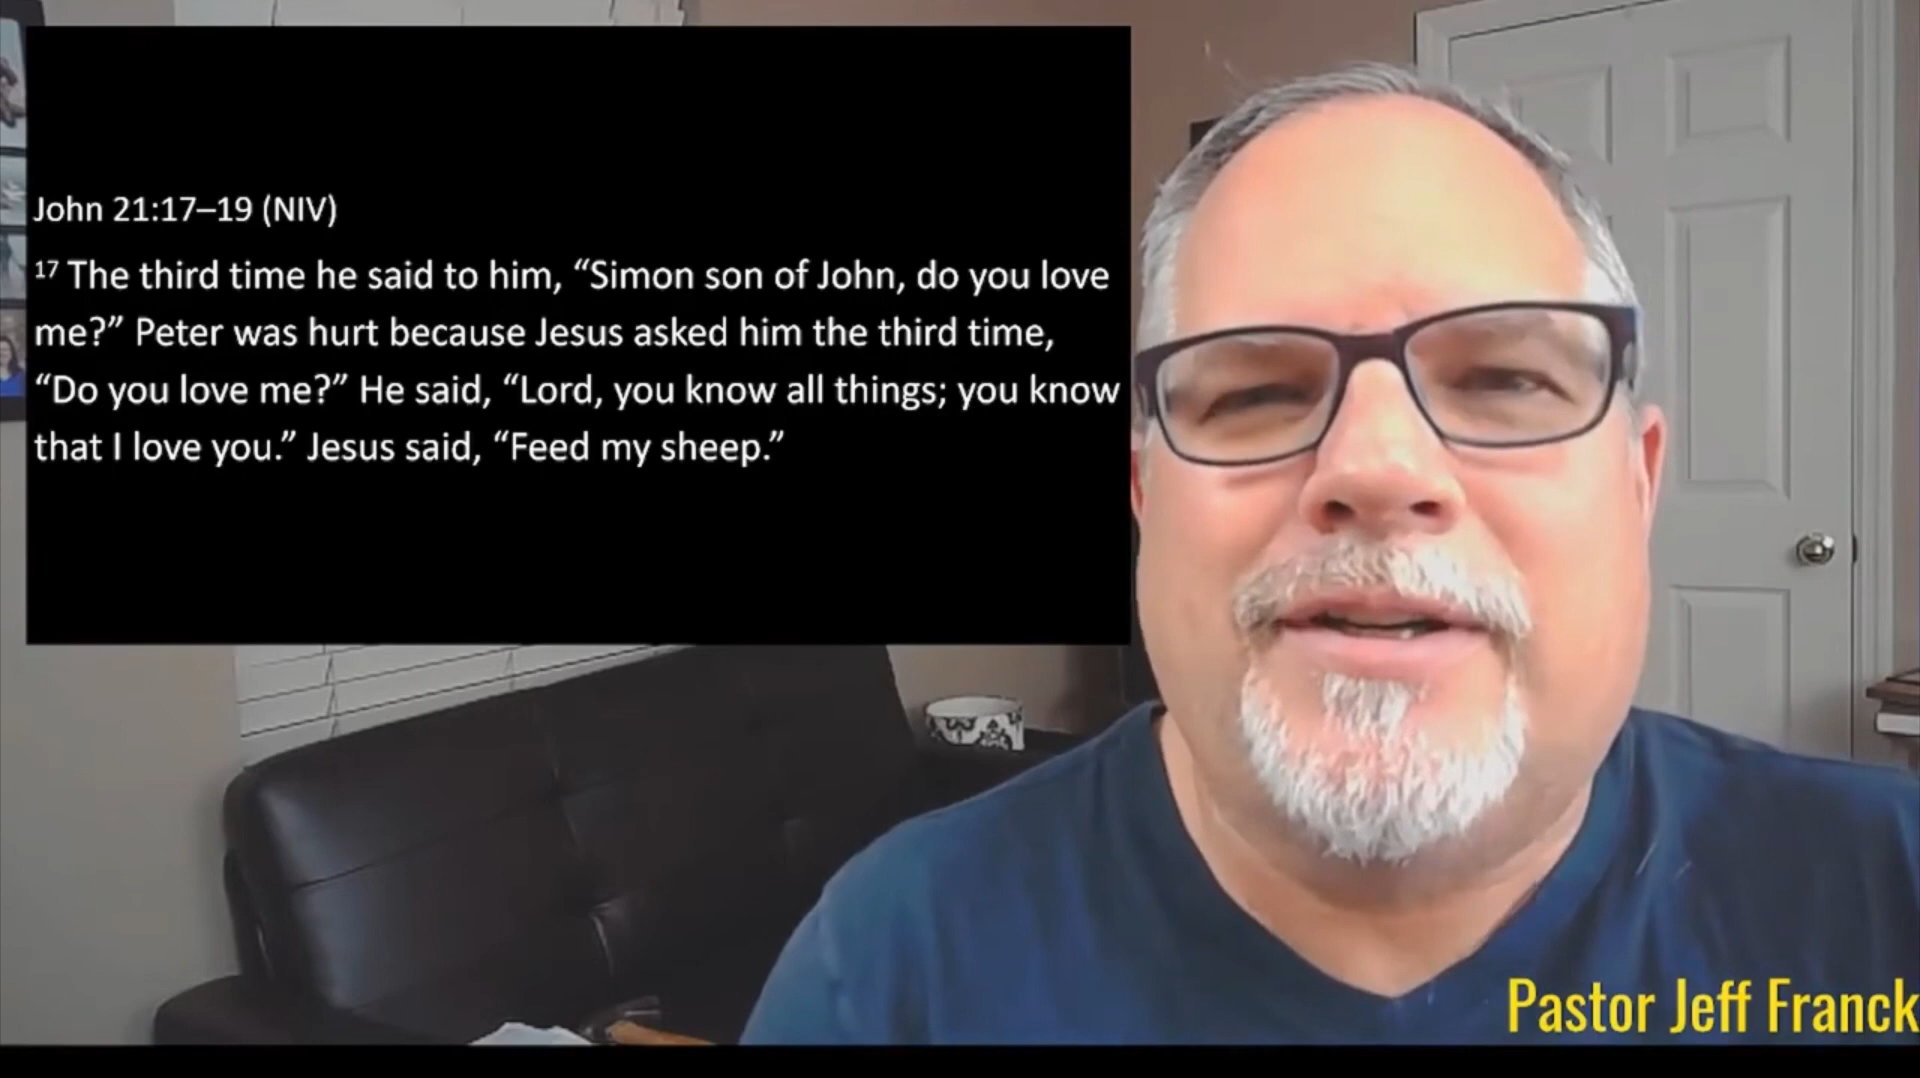 John 21:17–19 (NIV)
¹⁷ The third time he said to him, “Simon son of John, do you love
me?” Peter was hurt because Jesus asked him the third time,
“Do you love me?” He said, “Lord, you know all things; you know
that I love you.” Jesus said, “Feed my sheep.”
Pastor Jeff Franck